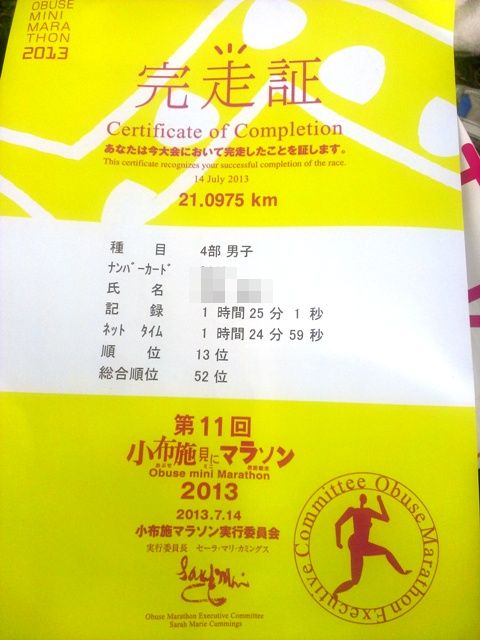 OBUSE
MINI
MARA
THON
2013
完走証
Certificate of Completion
あなたは今大会において完走したことを証します。
This certificate recognizes your successful completion of the race.
14 July 2013
21.0975 km
種 目 4部 男子
ﾅﾝﾊﾞｰｶｰﾄﾞ
氏 名
記 録 1 時間 25 分 1 秒
ﾈｯﾄ ﾀｲﾑ 1 時間 24 分 59 秒
順 位 13 位
総合順位 52 位
第11回
小布施見にマラソン
Obuse mini Marathon
2013
2013.7.14
小布施マラソン実行委員会
実行委員長 セーラ・マリ・カミングス
Obuse Marathon Executive Committee
Sarah Marie Cummings
Obuse Marathon Executive Committee